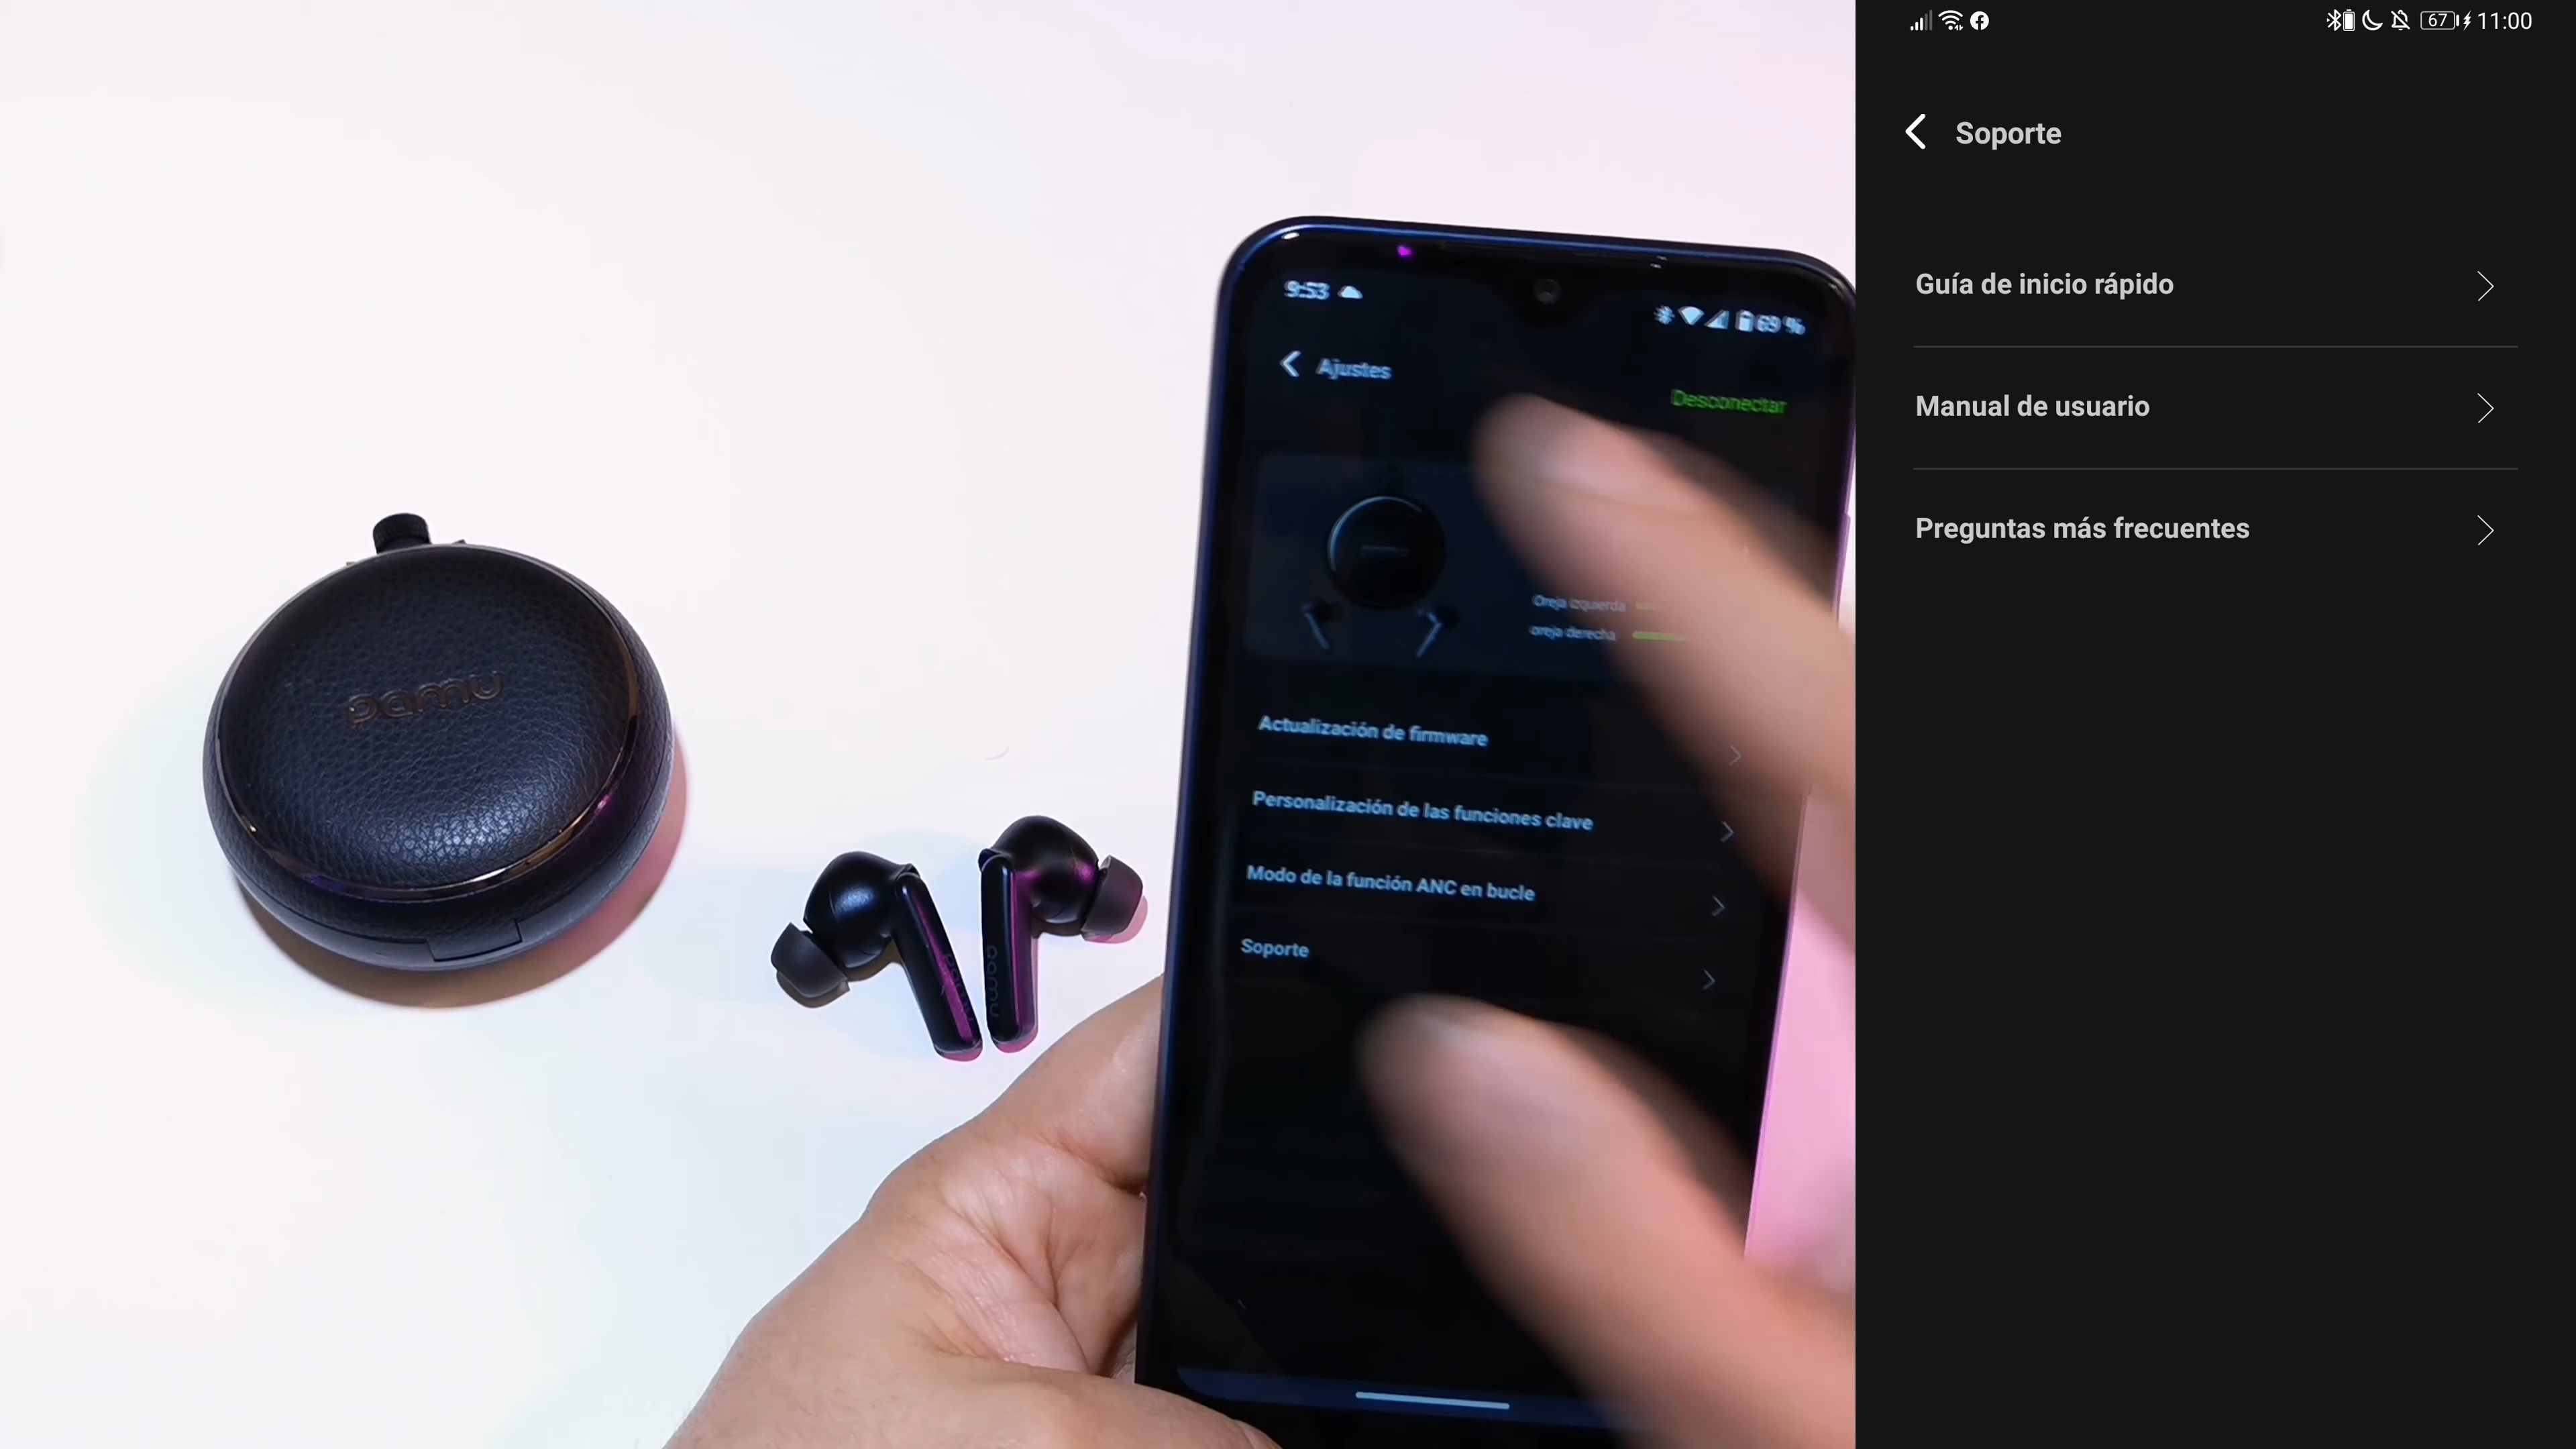 pamu
pamu
pamu
9:53
69 %
Ajustes
Desconectar
Oreja izquierda
oreja derecha
Actualización de firmware
Personalización de las funciones clave
Modo de la función ANC en bucle
Soporte
67
11:00
Soporte
Guía de inicio rápido
Manual de usuario
Preguntas más frecuentes